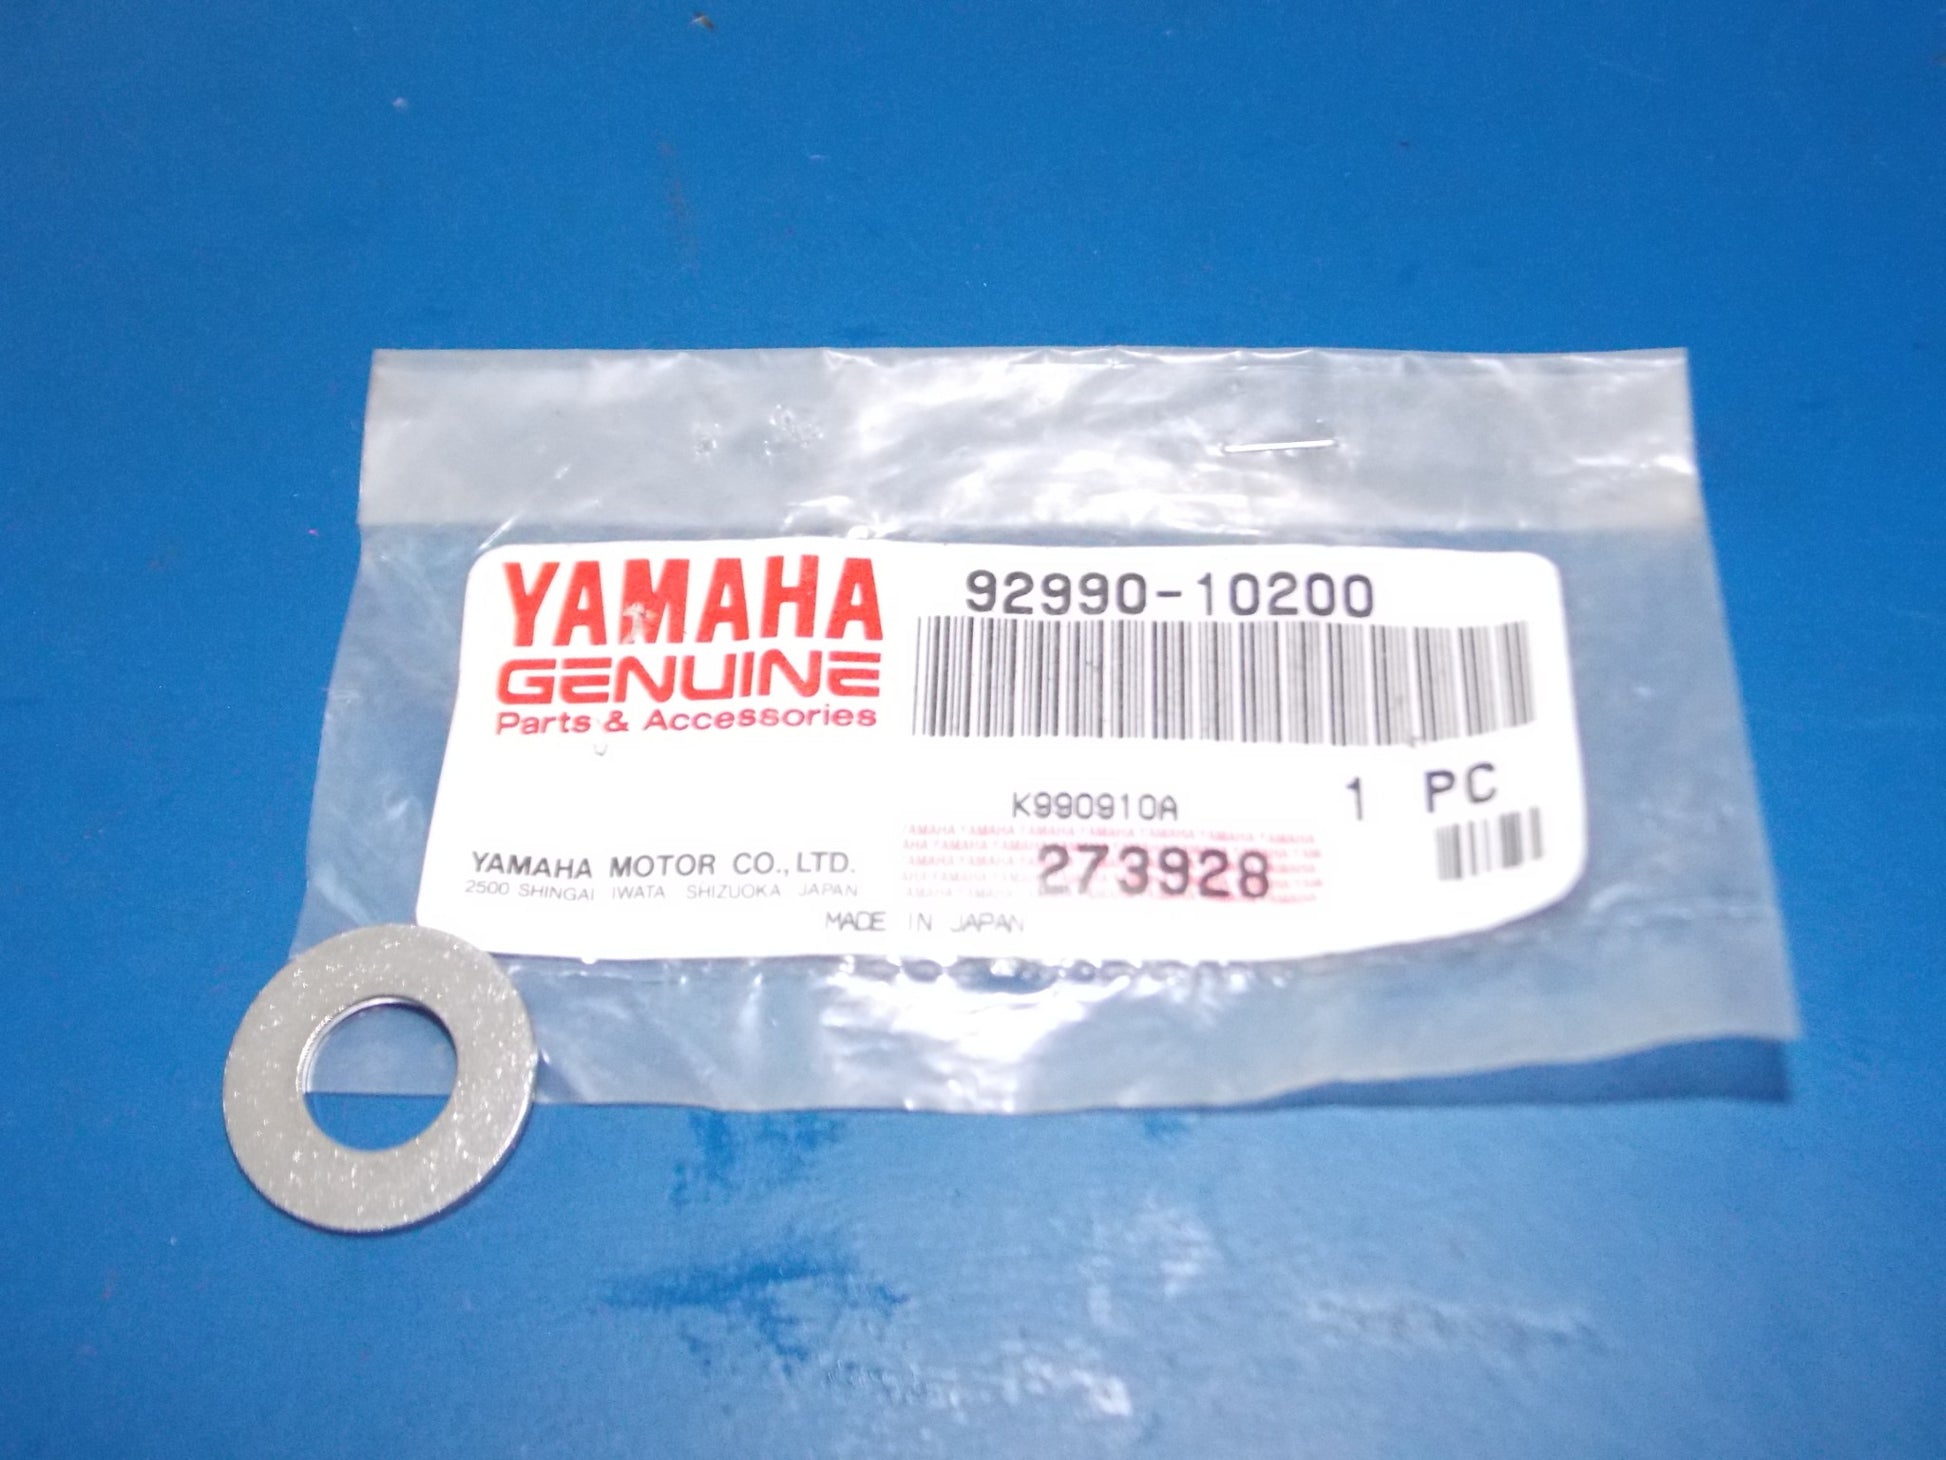 YAMAHA
GENUINE
Parts & Accessories
92990-10200
K990910A
1 PC
273928
YAMAHA MOTOR CO., LTD.
2500 SHINGAI IWATA SHIZUOKA JAPAN
MADE IN JAPAN